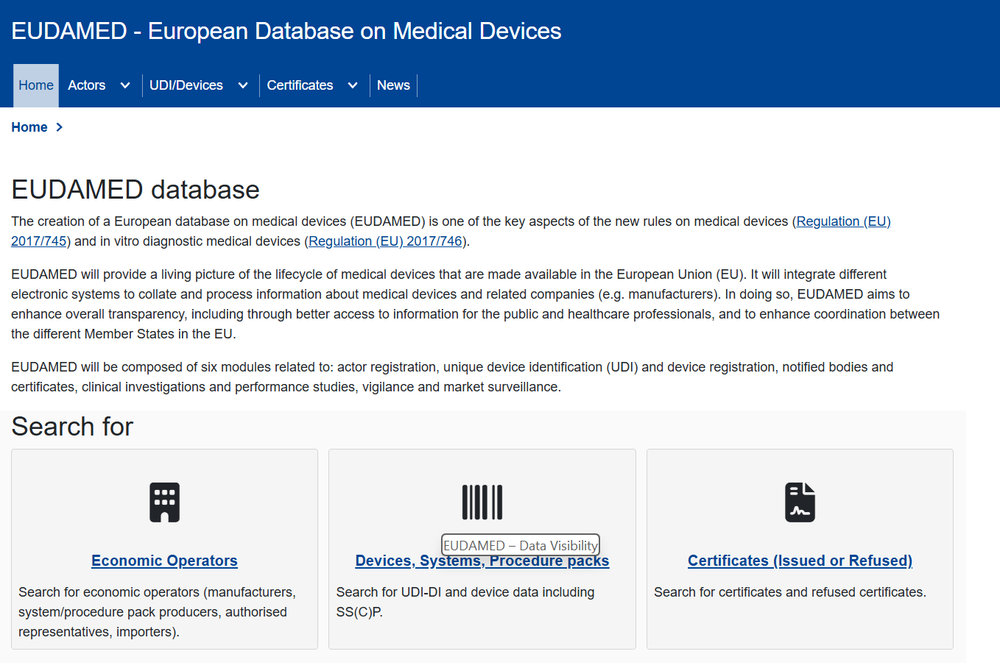 EUDAMED - European Database on Medical Devices
Home Actors UDI/Devices Certificates News
Home
EUDAMED database
The creation of a European database on medical devices (EUDAMED) is one of the key aspects of the new rules on medical devices (Regulation (EU)
2017/745) and in vitro diagnostic medical devices (Regulation (EU) 2017/746).
EUDAMED will provide a living picture of the lifecycle of medical devices that are made available in the European Union (EU). It will integrate different
electronic systems to collate and process information about medical devices and related companies (e.g. manufacturers). In doing so, EUDAMED aims to
enhance overall transparency, including through better access to information for the public and healthcare professionals, and to enhance coordination between
the different Member States in the EU.
EUDAMED will be composed of six modules related to: actor registration, unique device identification (UDI) and device registration, notified bodies and
certificates, clinical investigations and performance studies, vigilance and market surveillance.
Search for
Economic Operators
Search for economic operators (manufacturers,
system/procedure pack producers, authorised
representatives, importers).
EUDAMED – Data Visibility
Devices, Systems, Procedure packs
Search for UDI-DI and device data including
SS(C)P.
Certificates (Issued or Refused)
Search for certificates and refused certificates.